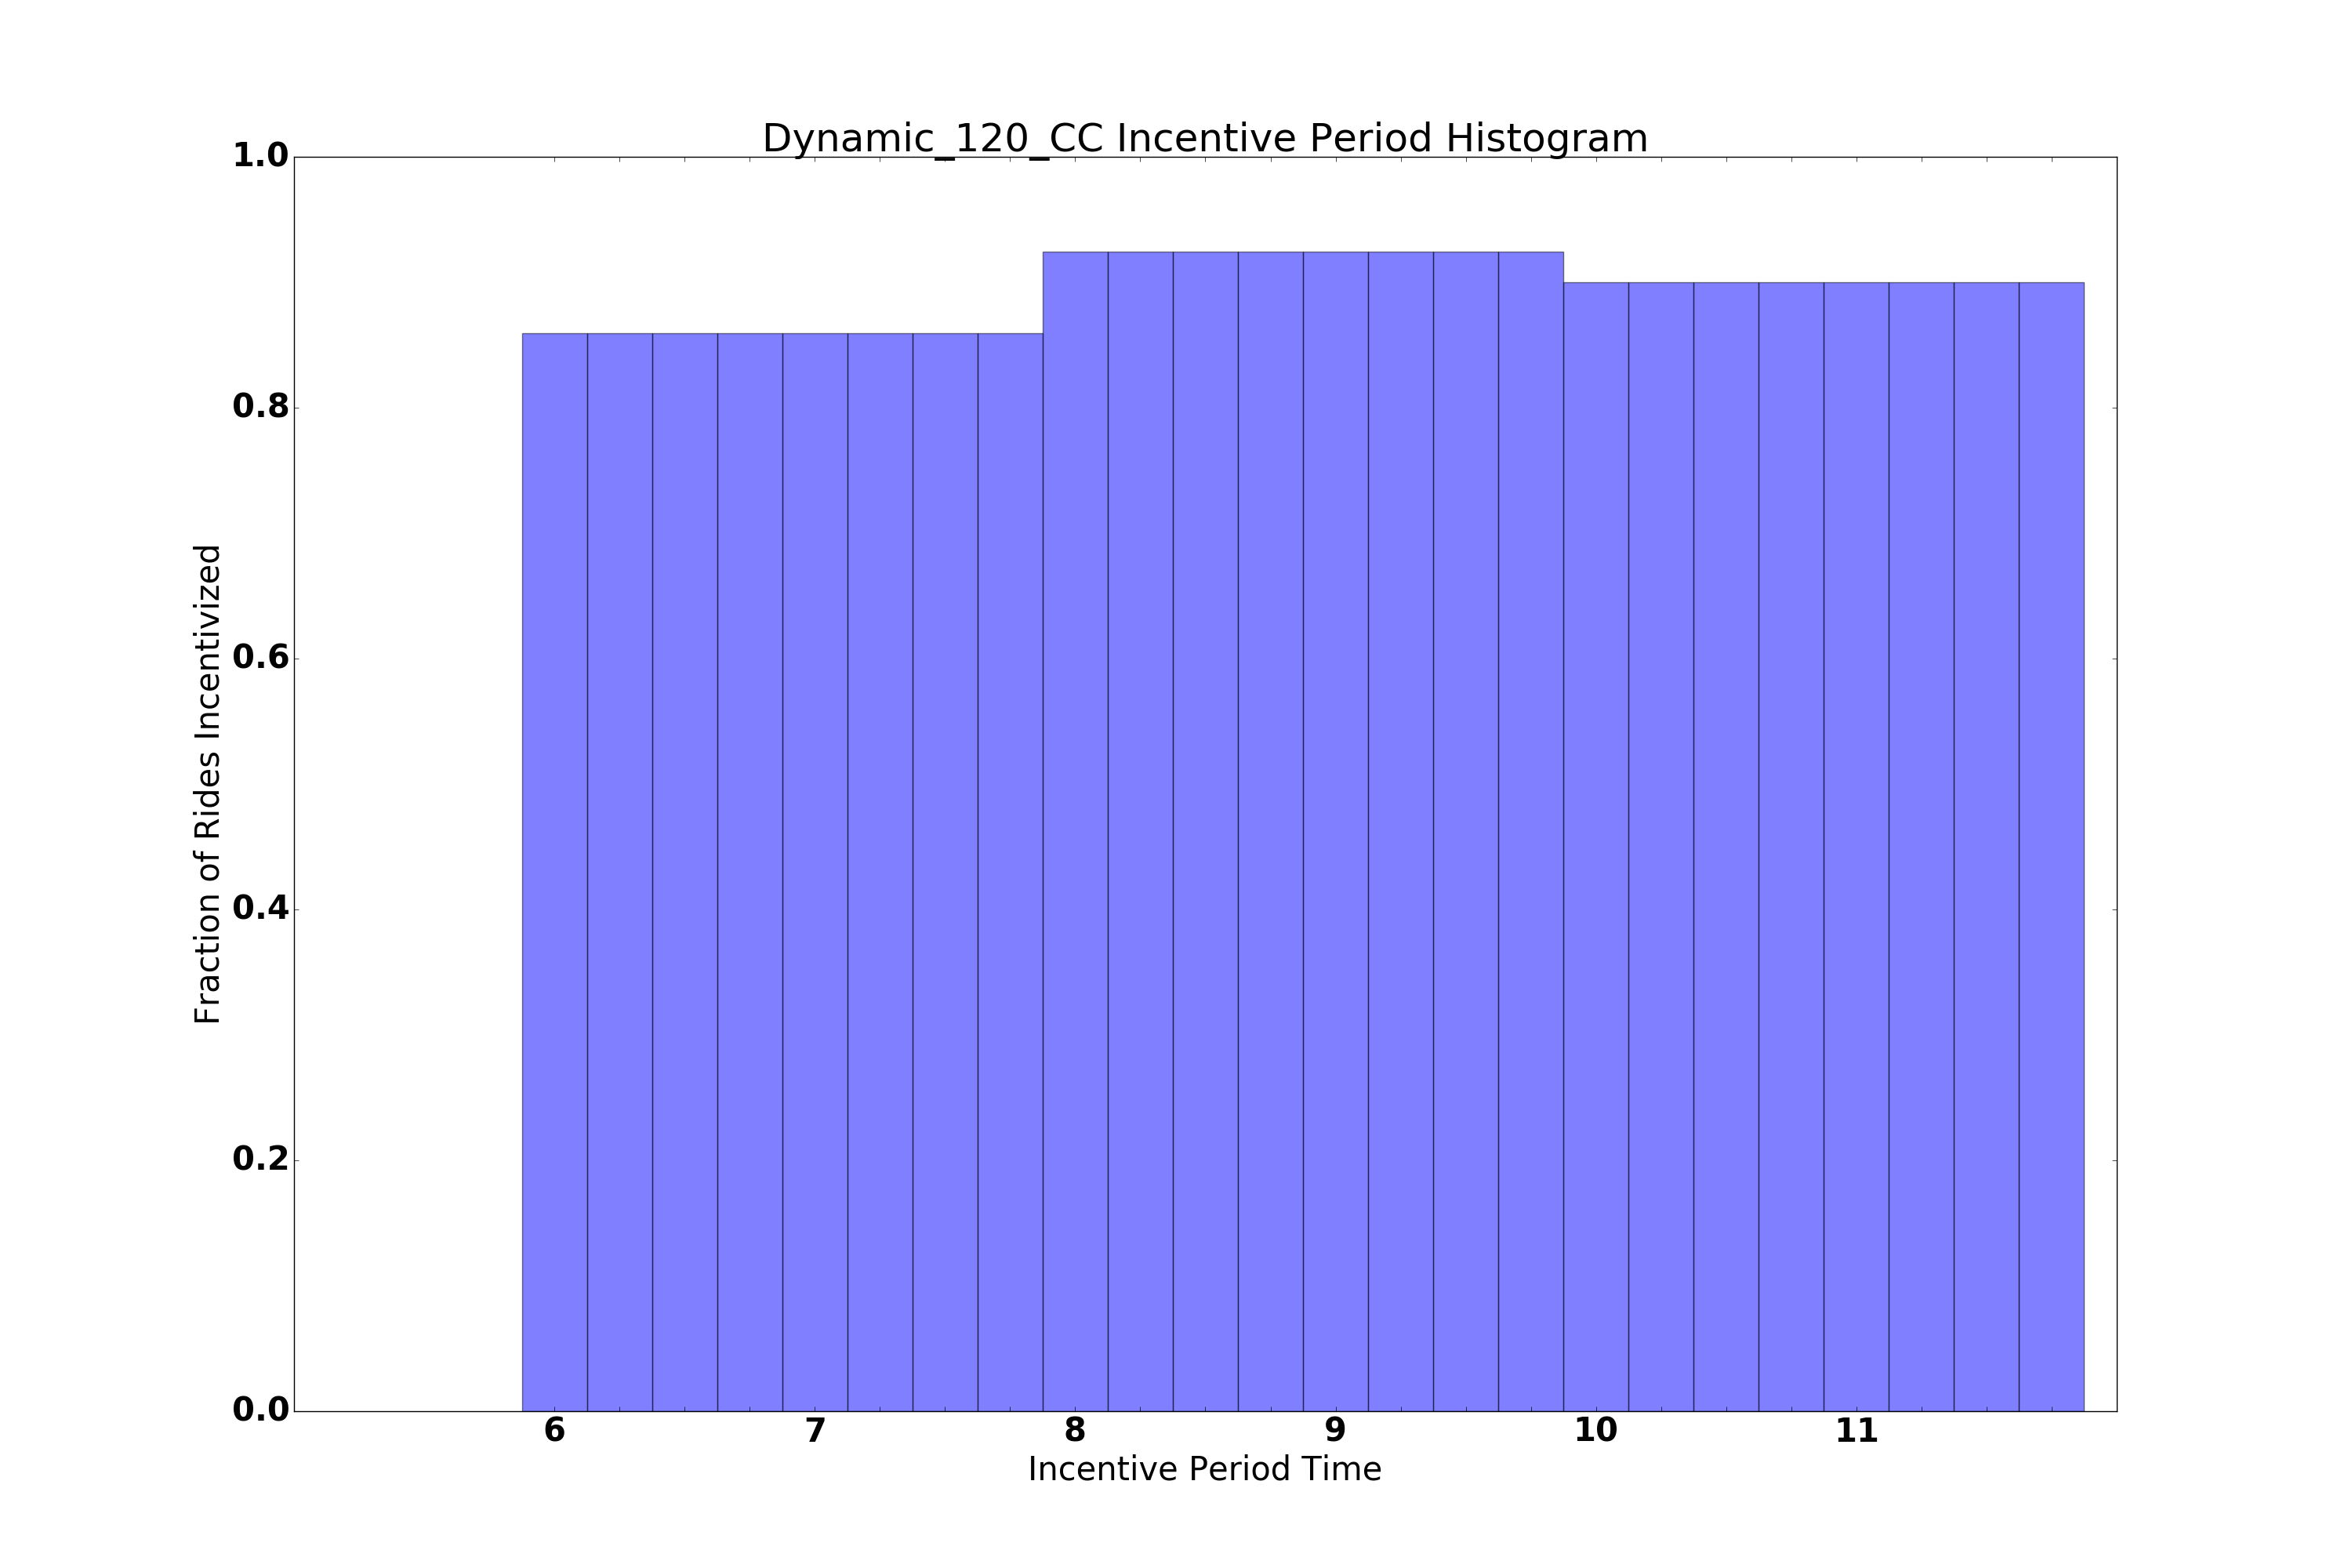 Dynamic_120_CC Incentive Period Histogram
1.0
0.8
0.6
0.4
0.2
0.0
Fraction of Rides Incentivized
6 7 8 9 10 11
Incentive Period Time